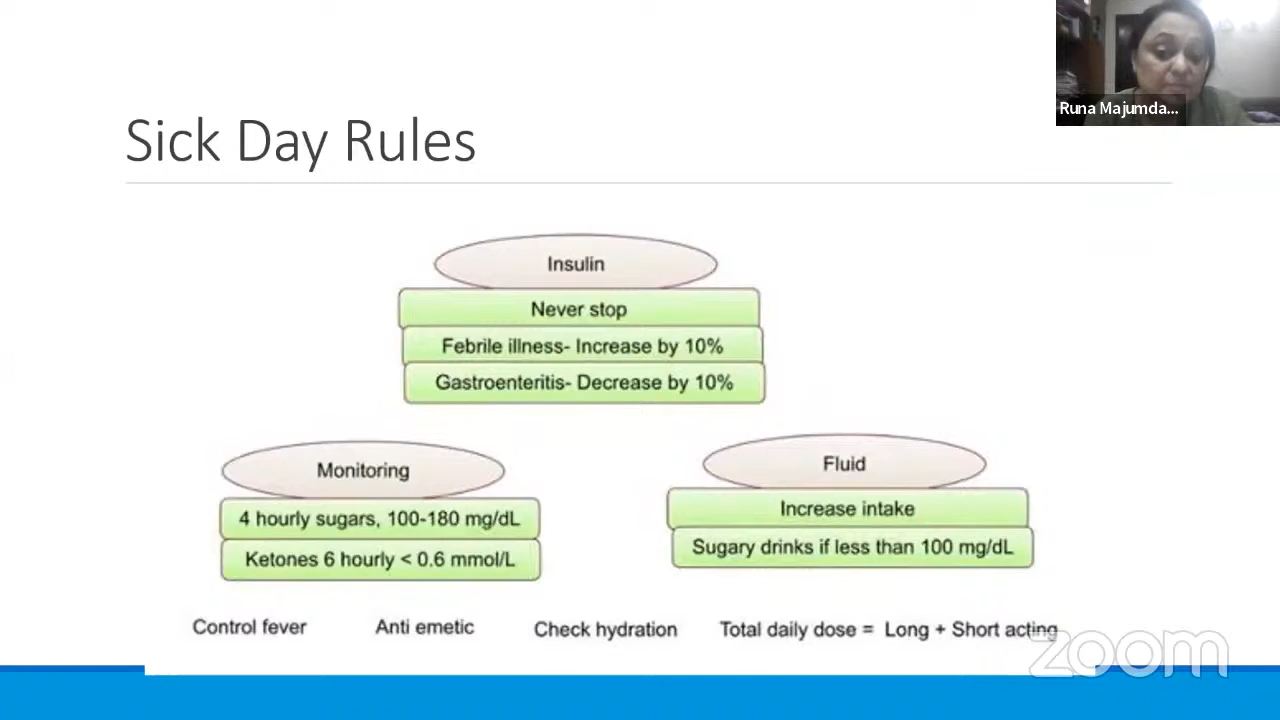 Runa Majumda...
Sick Day Rules
Insulin
Never stop
Febrile illness- Increase by 10%
Gastroenteritis- Decrease by 10%
Monitoring
4 hourly sugars, 100-180 mg/dL
Ketones 6 hourly < 0.6 mmol/L
Fluid
Increase intake
Sugary drinks if less than 100 mg/dL
Control fever
Anti emetic
Check hydration
Total daily dose = Long + Short acting
zoom